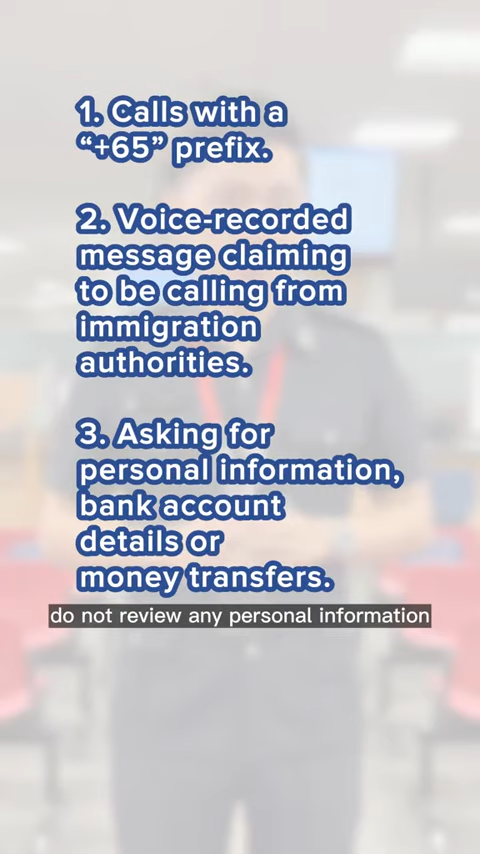 1. Calls with a
“+65” prefix.
2. Voice-recorded
message claiming
to be calling from
immigration
authorities.
3. Asking for
personal information,
bank account
details or
money transfers.
do not review any personal information